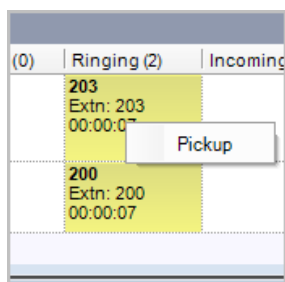 (0) Ringing (2) Incoming
203
Extn: 203
00:00:07
Pickup
200
Extn: 200
00:00:07